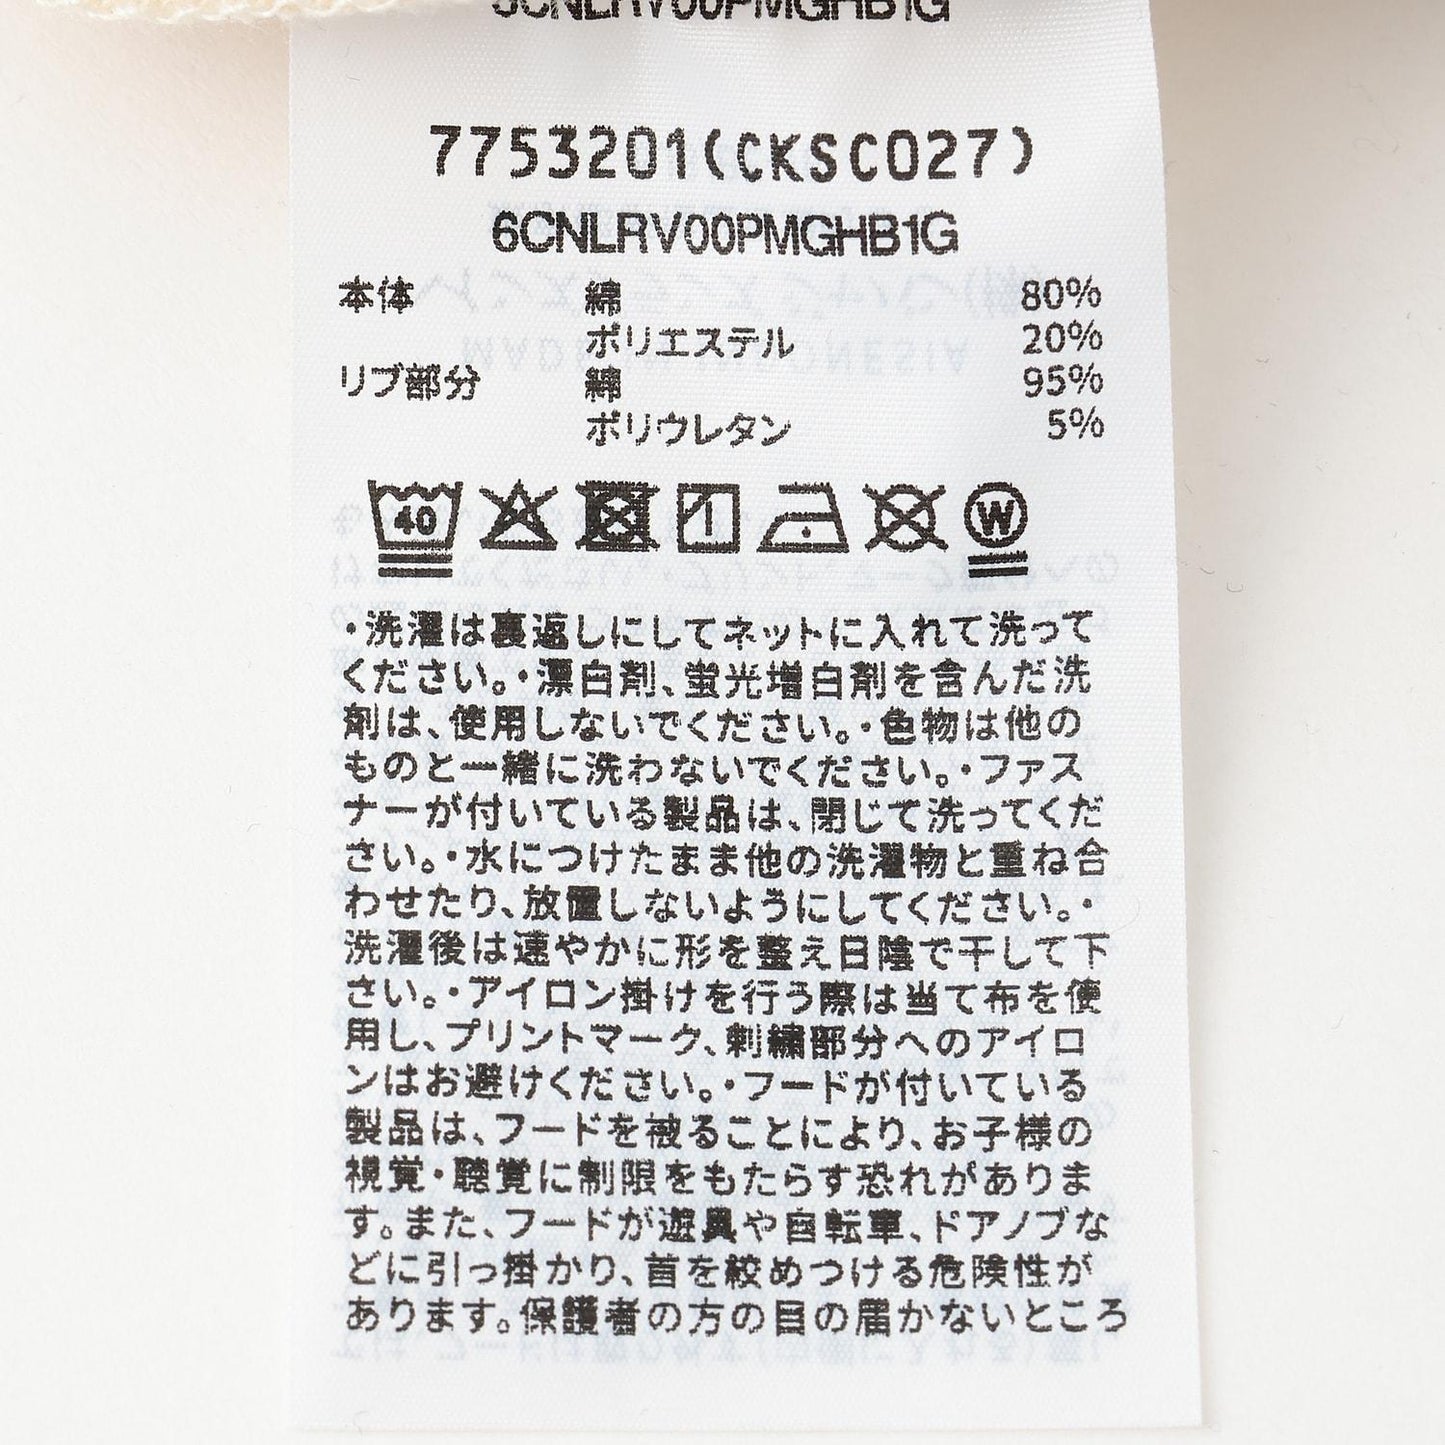 7753201(CKSC027)
6CNLRV00PMGHB1G
本体 綿 80%
ポリエステル 20%
リブ部分 綿 95%
ポリウレタン 5%
40 W
・洗濯は裏返しにしてネットに入れて洗って
ください。・漂白剤、蛍光増白剤を含んだ洗
剤は、使用しないでください。・色物は他の
ものと一緒に洗わないでください。・ファス
ナーが付いている製品は、閉じて洗ってくだ
さい。・水につけたまま他の洗濯物と重ね合
わせたり、放置しないようにしてください。・
洗濯後は速やかに形を整え日陰で干して下
さい。・アイロン掛けを行う際は当て布を使
用し、プリントマーク、刺繍部分へのアイロ
ンはお避けください。・フードが付いている
製品は、フードを被ることにより、お子様の
視覚・聴覚に制限をもたらす恐れがありま
す。また、フードが遊具や自転車、ドアノブな
どに引っ掛かり、首を絞めつける危険性が
あります。保護者の方の目の届かないところ